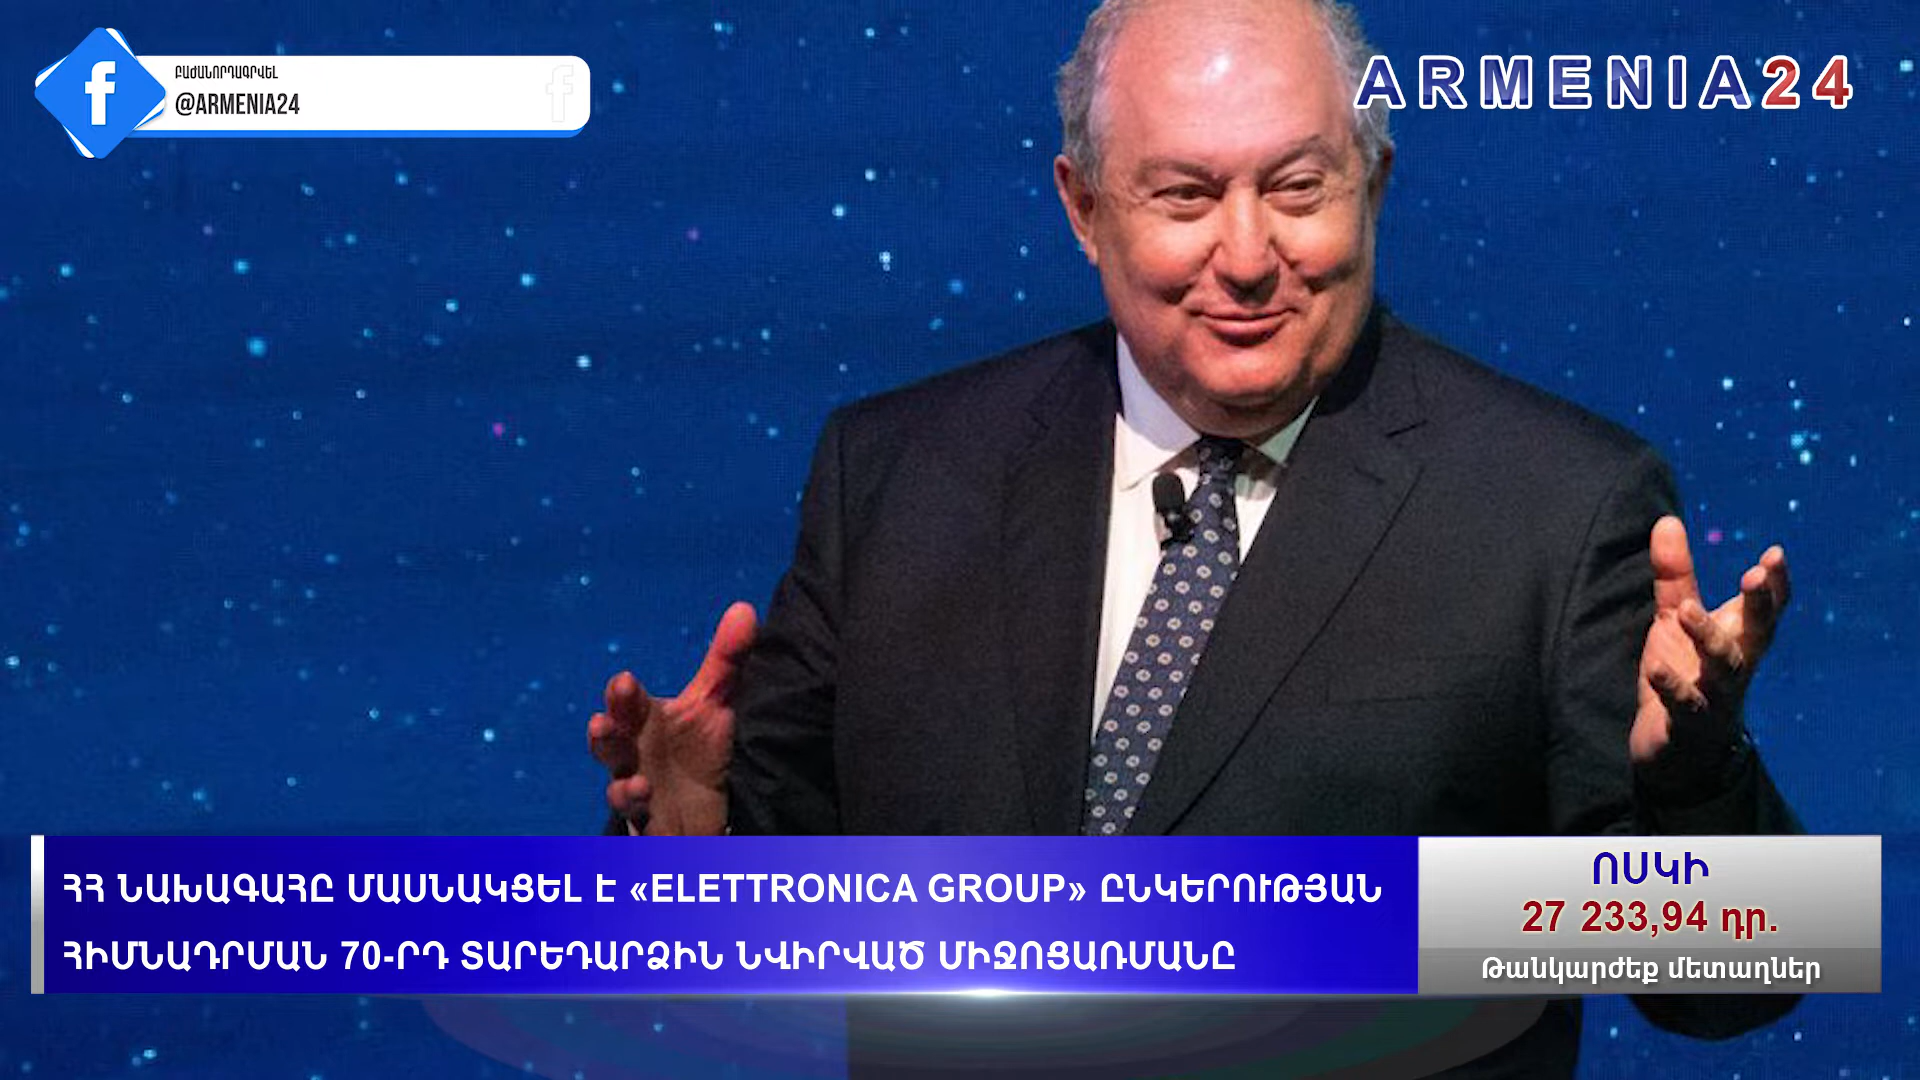 ԲԱԺԱՆՈՐԴԱԳՐՎԵԼ
@ARMENIA24
ARMENIA24
ՀՀ ՆԱԽԱԳԱՀԸ ՄԱՍՆԱԿՑԵԼ Է «ELETTRONICA GROUP» ԸՆԿԵՐՈՒԹՅԱՆ
ՀԻՄՆԱԴՐՄԱՆ 70-ՐԴ ՏԱՐԵԴԱՐՁԻՆ ՆՎԻՐՎԱԾ ՄԻՋՈՑԱՌՄԱՆԸ
ՈՍԿԻ
27 233,94 դր.
Թանկարժեք մետաղներ